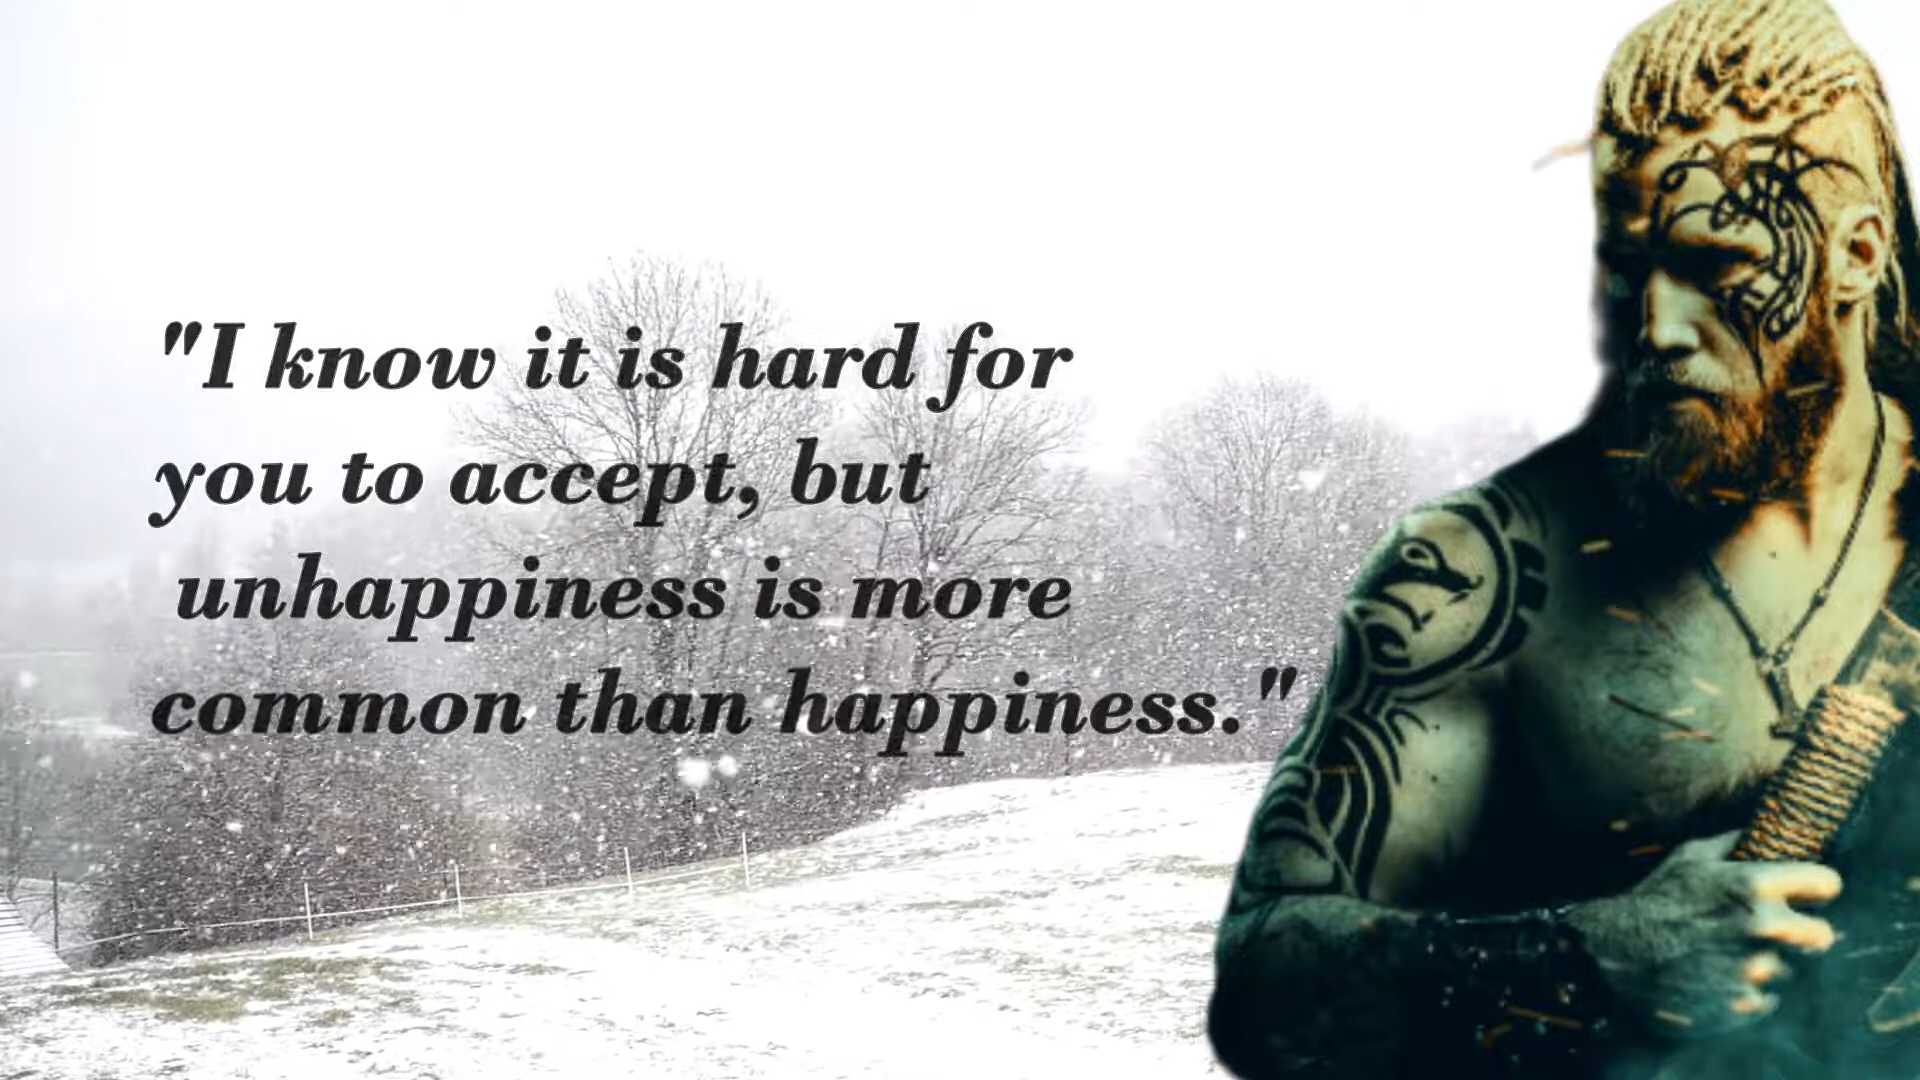 "I know it is hard for
you to accept, but
unhappiness is more
common than happiness."